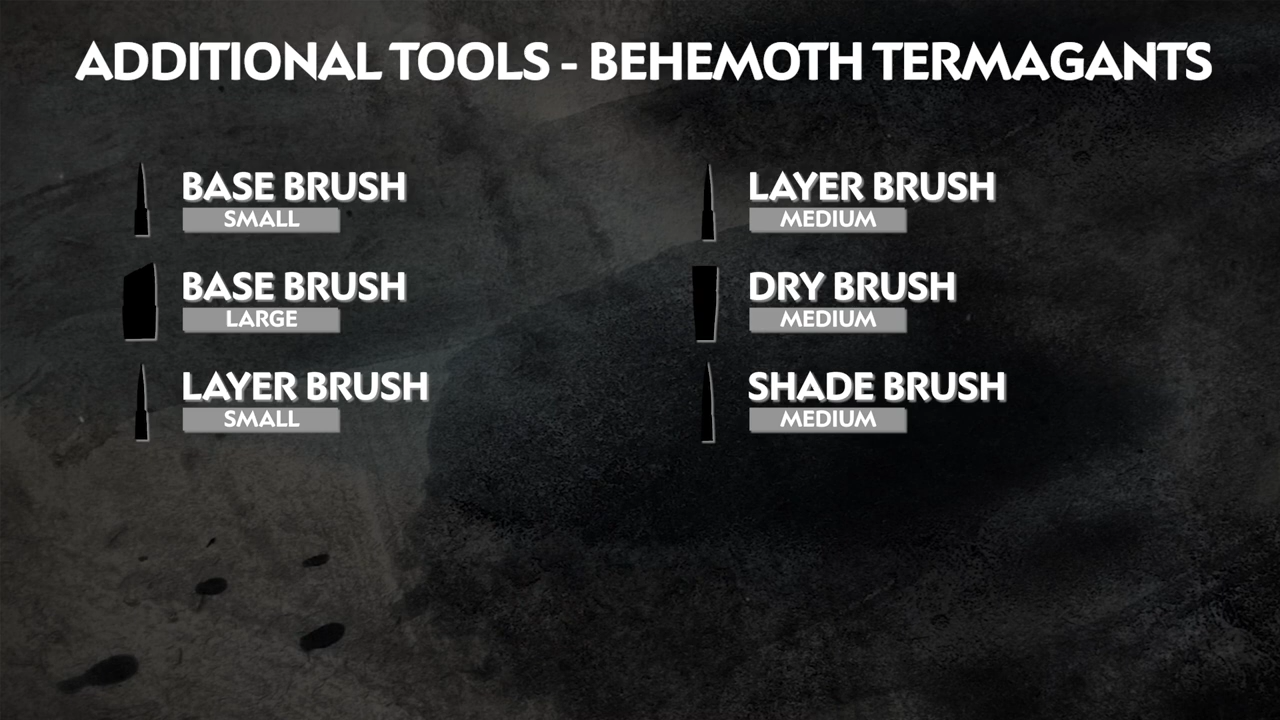 ADDITIONAL TOOLS - BEHEMOTH TERMAGANTS
BASE BRUSH
SMALL
BASE BRUSH
LARGE
LAYER BRUSH
SMALL
LAYER BRUSH
MEDIUM
DRY BRUSH
MEDIUM
SHADE BRUSH
MEDIUM